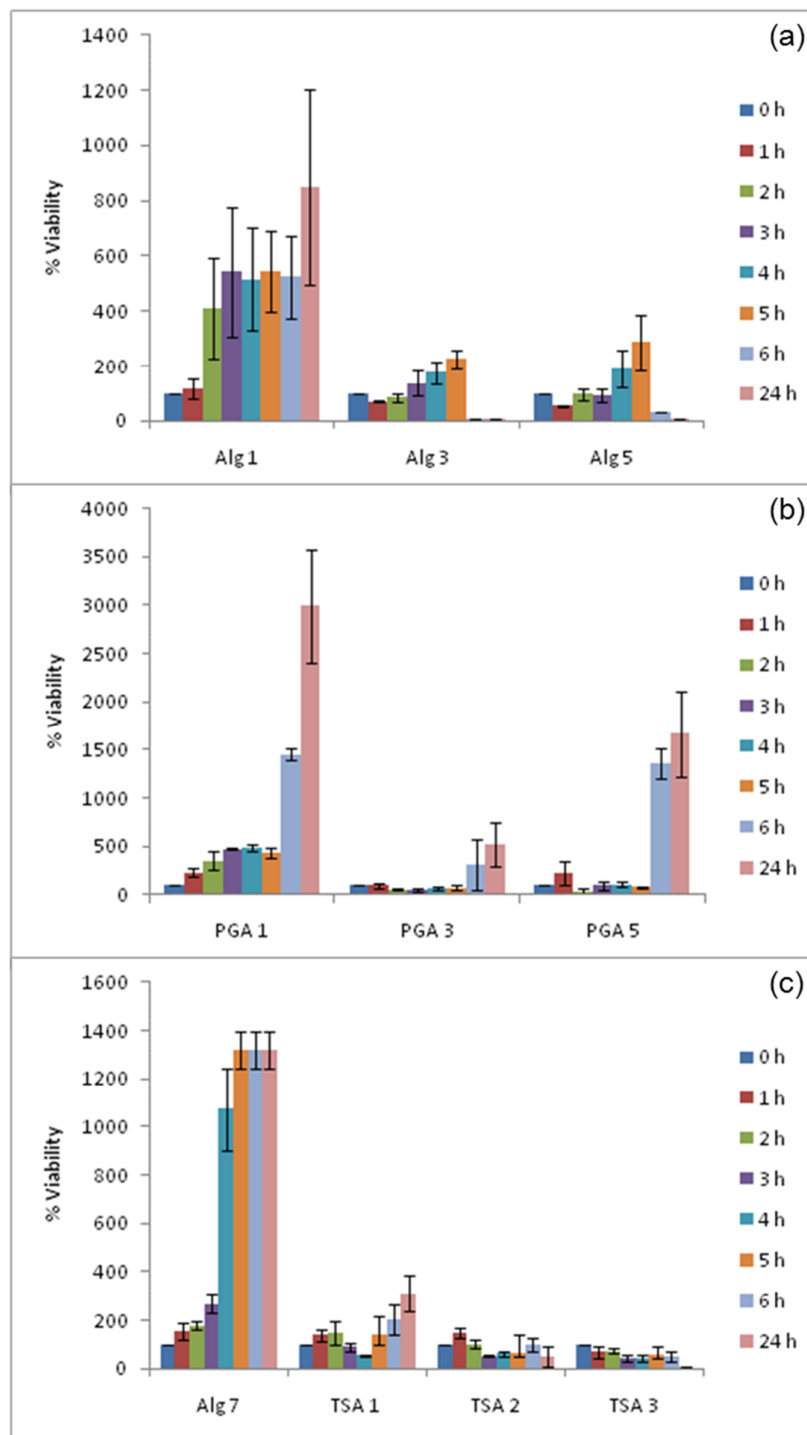 (a)
1400
1200
1000
800
600
400
200
0
% Viability
Alg 1 Alg 3 Alg 5
0 h
1 h
2 h
3 h
4 h
5 h
6 h
24 h
(b)
4000
3500
3000
2500
2000
1500
1000
500
0
% Viability
PGA 1 PGA 3 PGA 5
0 h
1 h
2 h
3 h
4 h
5 h
6 h
24 h
(c)
1600
1400
1200
1000
800
600
400
200
0
% Viability
Alg 7 TSA 1 TSA 2 TSA 3
0 h
1 h
2 h
3 h
4 h
5 h
6 h
24 h